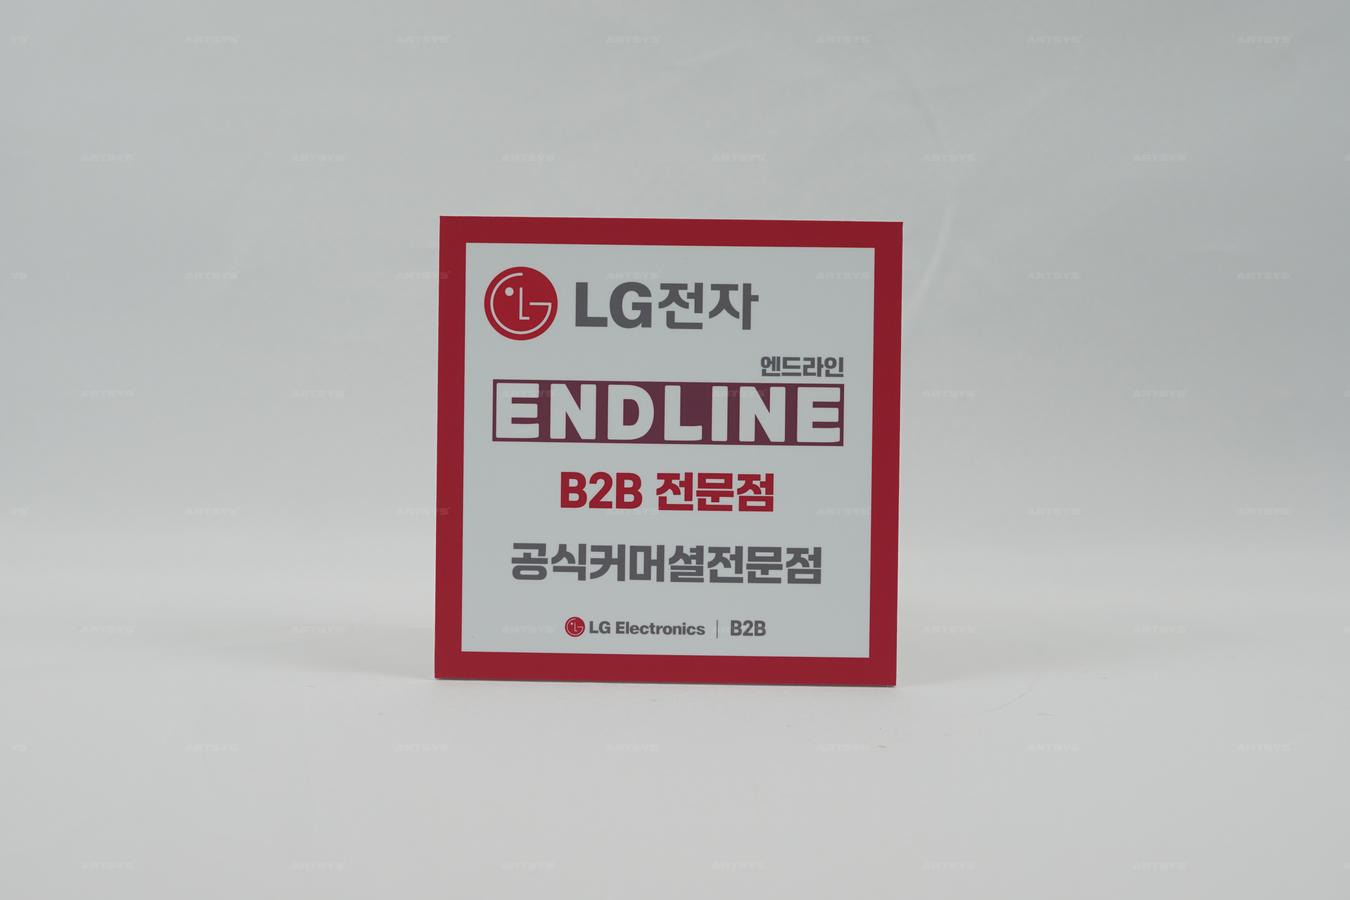 LG전자
엔드라인
ENDLINE
B2B 전문점
공식커머셜전문점
LG Electronics | B2B
ARTSYS